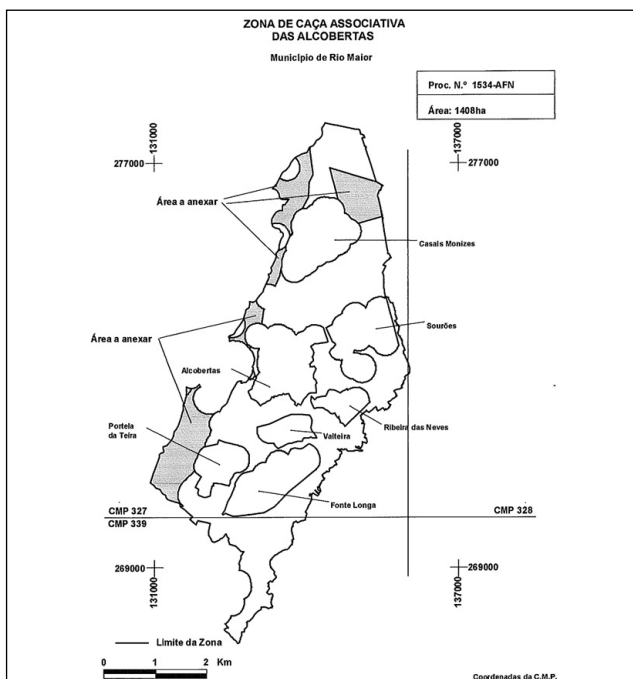 ZONA DE CAÇA ASSOCIATIVA
DAS ALCOBERTAS
Município de Rio Maior
Proc. N.º 1534-AFN
Área: 1408ha
131000
137000
277000
277000
Área a anexar
Casais Monizes
Sourões
Área a anexar
Alcobertas
Portela
da Teira
Valteira
Ribeira das Neves
Fonte Longa
CMP 327
CMP 328
CMP 339
269000
269000
131000
137000
Limite da Zona
0 1 2 Km
Coordenadas da C.M.P.